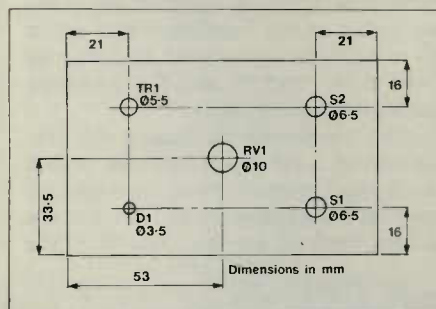 21
21
TR1
Ø5·5
S2
Ø6·5
16
RV1
Ø10
33·5
D1
Ø3·5
S1
Ø6·5
16
53
Dimensions in mm